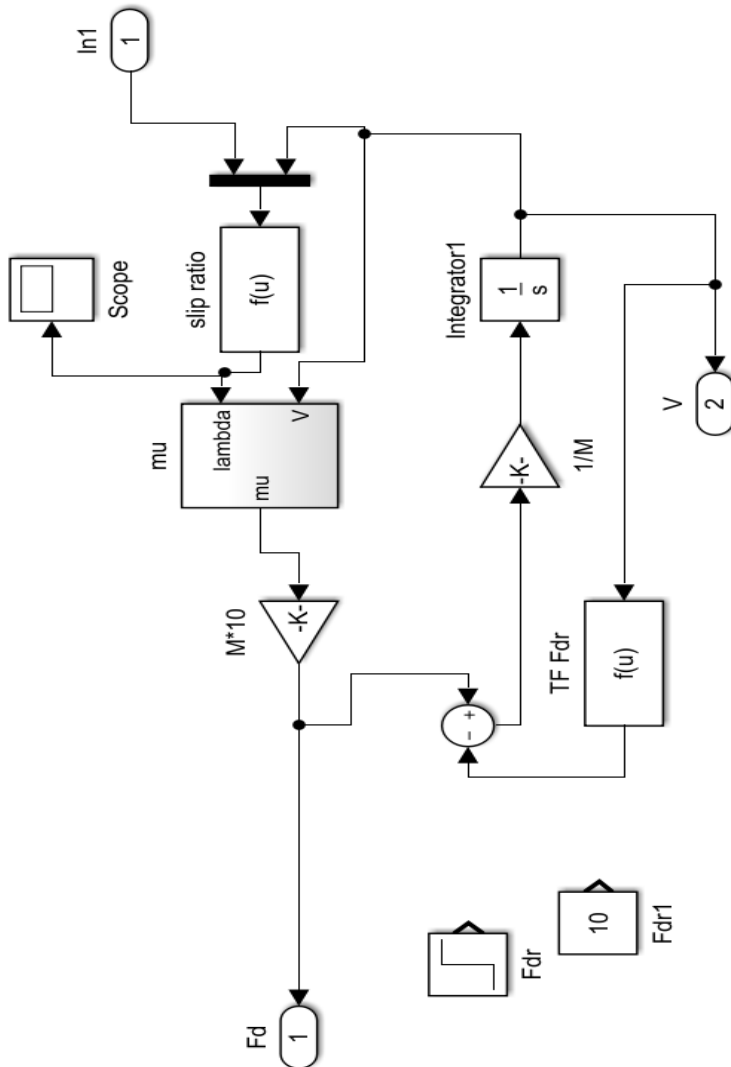 In1
1
Scope
slip ratio
f(u)
mu
lambda
V
mu
M*10
-K-
Fd
1
Integrator1
1
s
1/M
-K-
V
2
TF Fdr
f(u)
+
−
Fdr
10
Fdr1